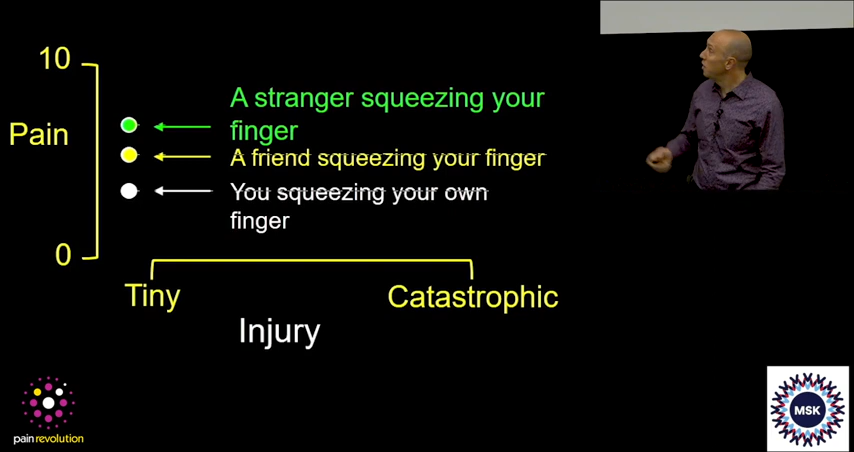 10
Pain
0
A stranger squeezing your
finger
A friend squeezing your finger
You squeezing your own
finger
Tiny
Catastrophic
Injury
painrevolution
MSK